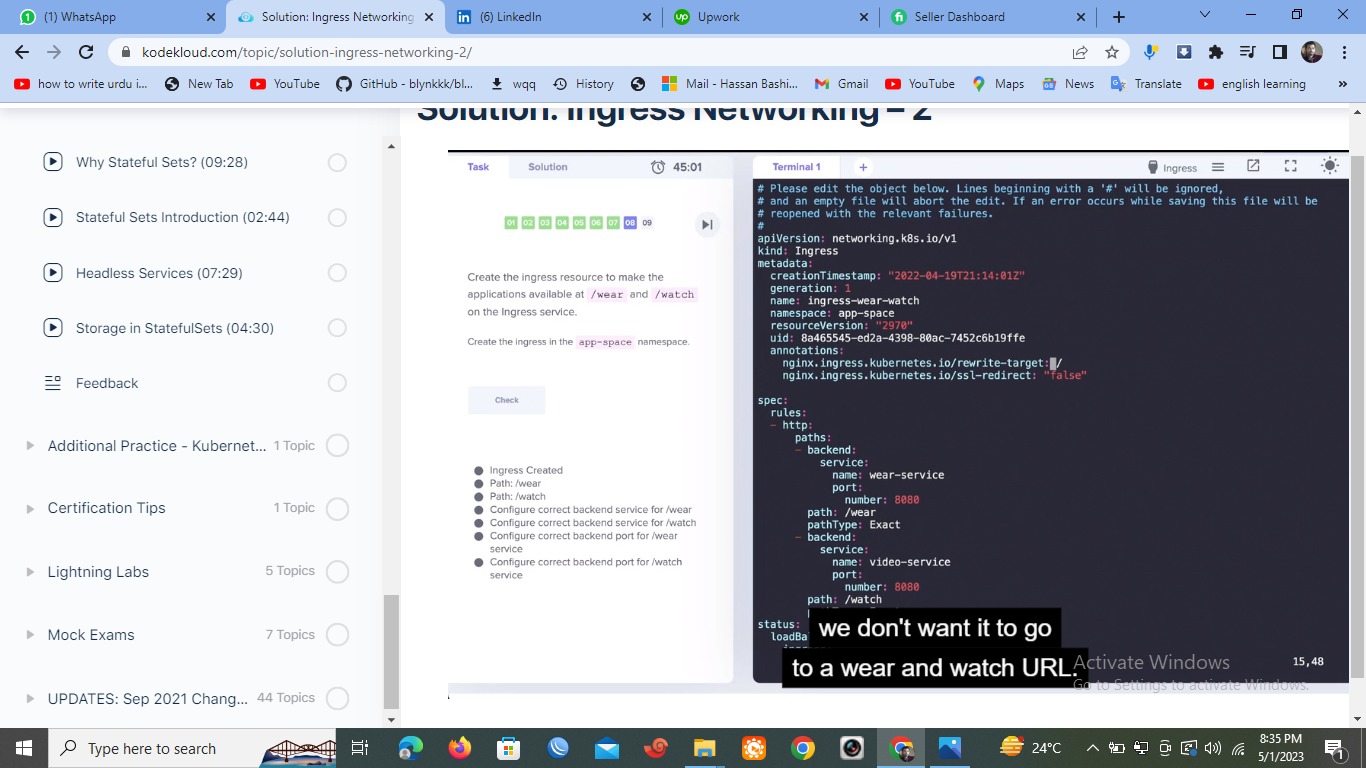 (1) WhatsApp
Solution: Ingress Networking
(6) LinkedIn
Upwork
Seller Dashboard
kodekloud.com/topic/solution-ingress-networking-2/
how to write urdu i...
New Tab
YouTube
GitHub - blynkkk/bl...
wqq
History
Mail - Hassan Bashi...
Gmail
YouTube
Maps
News
Translate
english learning
»
Solution: Ingress Networking – 2
Why Stateful Sets? (09:28)
Stateful Sets Introduction (02:44)
Headless Services (07:29)
Storage in StatefulSets (04:30)
Feedback
Additional Practice - Kubernet... 1 Topic
Certification Tips 1 Topic
Lightning Labs 5 Topics
Mock Exams 7 Topics
UPDATES: Sep 2021 Chang... 44 Topics
Task Solution 45:01
01 02 03 04 05 06 07 08 09
Create the ingress resource to make the
applications available at /wear and /watch
on the Ingress service.
Create the ingress in the app-space namespace.
Check
Ingress Created
Path: /wear
Path: /watch
Configure correct backend service for /wear
Configure correct backend service for /watch
Configure correct backend port for /wear
service
Configure correct backend port for /watch
service
Terminal 1 +
Ingress
# Please edit the object below. Lines beginning with a '#' will be ignored,
# and an empty file will abort the edit. If an error occurs while saving this file will be
# reopened with the relevant failures.
#
apiVersion: networking.k8s.io/v1
kind: Ingress
metadata:
creationTimestamp: "2022-04-19T21:14:01Z"
generation: 1
name: ingress-wear-watch
namespace: app-space
resourceVersion: "2970"
uid: 8a465545-ed2a-4398-80ac-7452c6b19ffe
annotations:
nginx.ingress.kubernetes.io/rewrite-target: /
nginx.ingress.kubernetes.io/ssl-redirect: "false"
spec:
rules:
- http:
paths:
- backend:
service:
name: wear-service
port:
number: 8080
path: /wear
pathType: Exact
- backend:
service:
name: video-service
port:
number: 8080
path: /watch
status:
loadBa
we don't want it to go
to a wear and watch URL.
15,48
Activate Windows
Go to Settings to activate Windows.
Type here to search
24°C
8:35 PM
5/1/2023
1